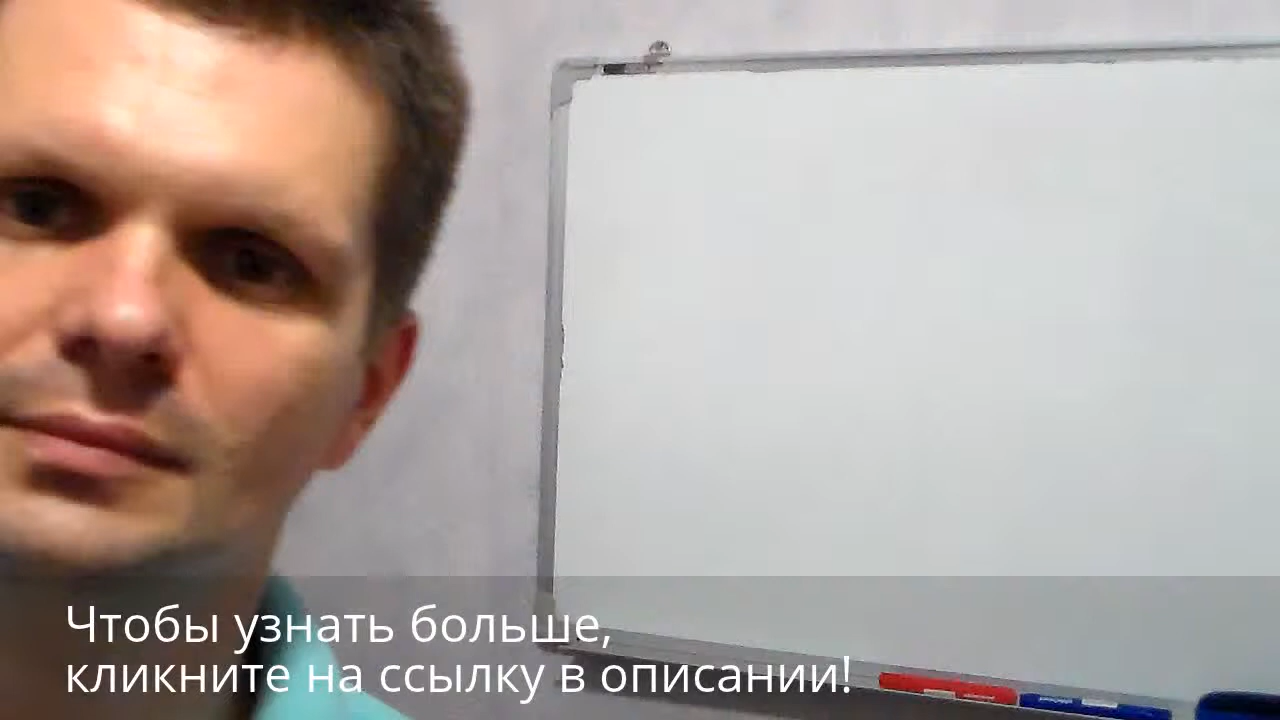 Чтобы узнать больше,
кликните на ссылку в описании!